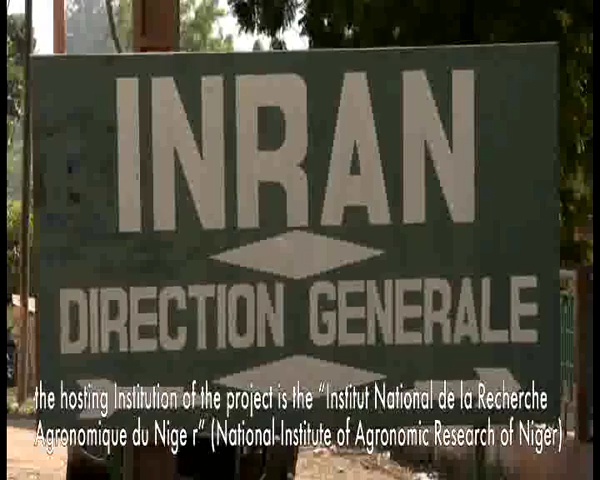 INRAN
DIRECTION GENERALE
the hosting Institution of the project is the "Institut National de la Recherche
Agronomique du Nige r" (National Institute of Agronomic Research of Niger)